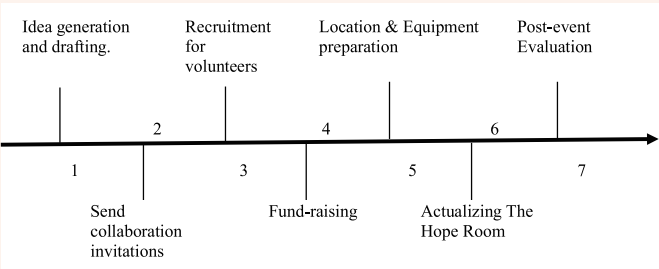 Idea generation
and drafting.
Recruitment
for
volunteers
Location & Equipment
preparation
Post-event
Evaluation
2
4
6
1
3
5
7
Send
collaboration
invitations
Fund-raising
Actualizing The
Hope Room